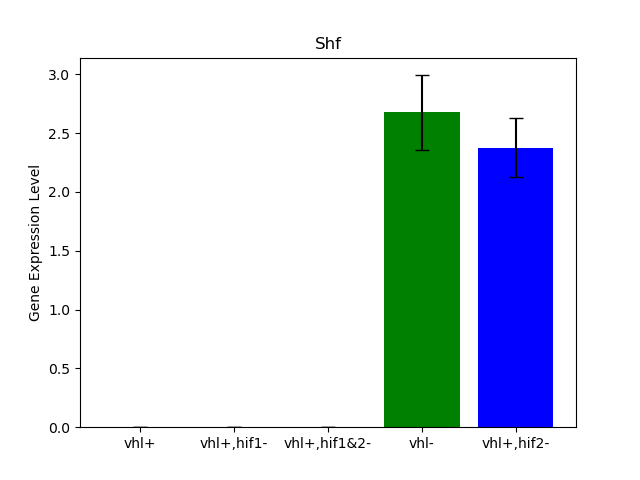 Shf
Gene Expression Level
3.0
2.5
2.0
1.5
1.0
0.5
0.0
vhl+
vhl+,hif1-
vhl+,hif1&2-
vhl-
vhl+,hif2-